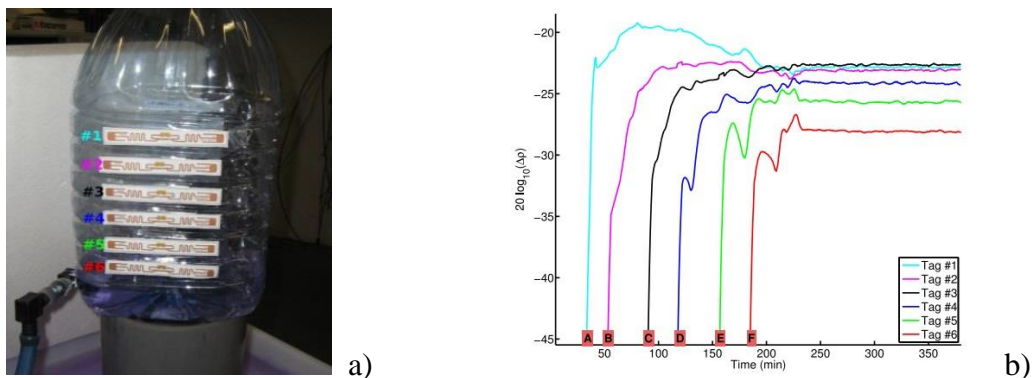 #1
#2
#3
#4
#5
#6
a)
20 log10(Δρ)
−20
−25
−30
−35
−40
−45
A B C D E F
50 100 150 200 250 300 350
Time (min)
Tag #1
Tag #2
Tag #3
Tag #4
Tag #5
Tag #6
b)